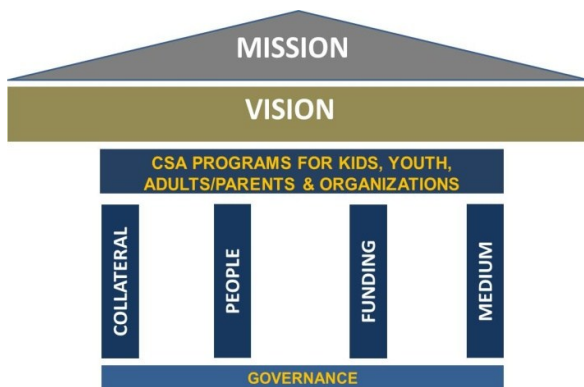 MISSION
VISION
CSA PROGRAMS FOR KIDS, YOUTH,
ADULTS/PARENTS & ORGANIZATIONS
COLLATERAL
PEOPLE
FUNDING
MEDIUM
GOVERNANCE